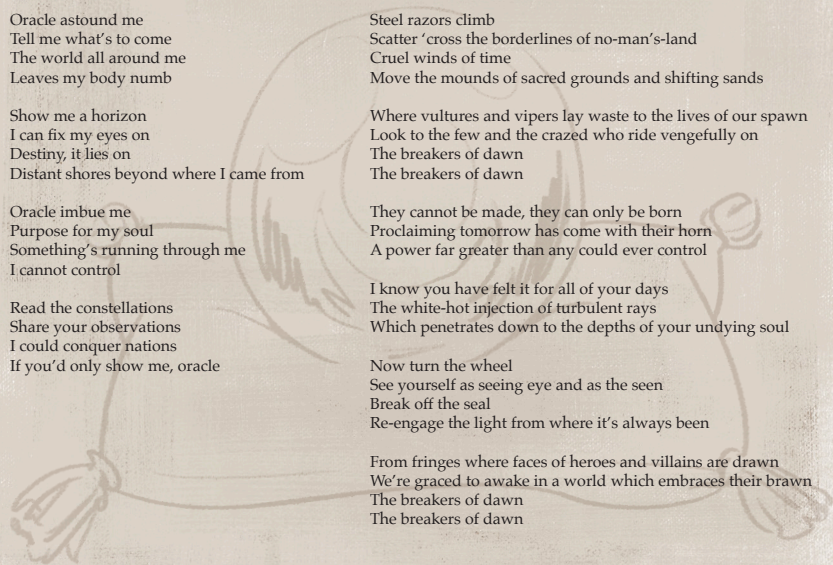 Oracle astound me
Tell me what's to come
The world all around me
Leaves my body numb

Show me a horizon
I can fix my eyes on
Destiny, it lies on
Distant shores beyond where I came from

Oracle imbue me
Purpose for my soul
Something's running through me
I cannot control

Read the constellations
Share your observations
I could conquer nations
If you'd only show me, oracle

Steel razors climb
Scatter ‘cross the borderlines of no-man's-land
Cruel winds of time
Move the mounds of sacred grounds and shifting sands

Where vultures and vipers lay waste to the lives of our spawn
Look to the few and the crazed who ride vengefully on
The breakers of dawn
The breakers of dawn

They cannot be made, they can only be born
Proclaiming tomorrow has come with their horn
A power far greater than any could ever control

I know you have felt it for all of your days
The white-hot injection of turbulent rays
Which penetrates down to the depths of your undying soul

Now turn the wheel
See yourself as seeing eye and as the seen
Break off the seal
Re-engage the light from where it's always been

From fringes where faces of heroes and villains are drawn
We're graced to awake in a world which embraces their brawn
The breakers of dawn
The breakers of dawn